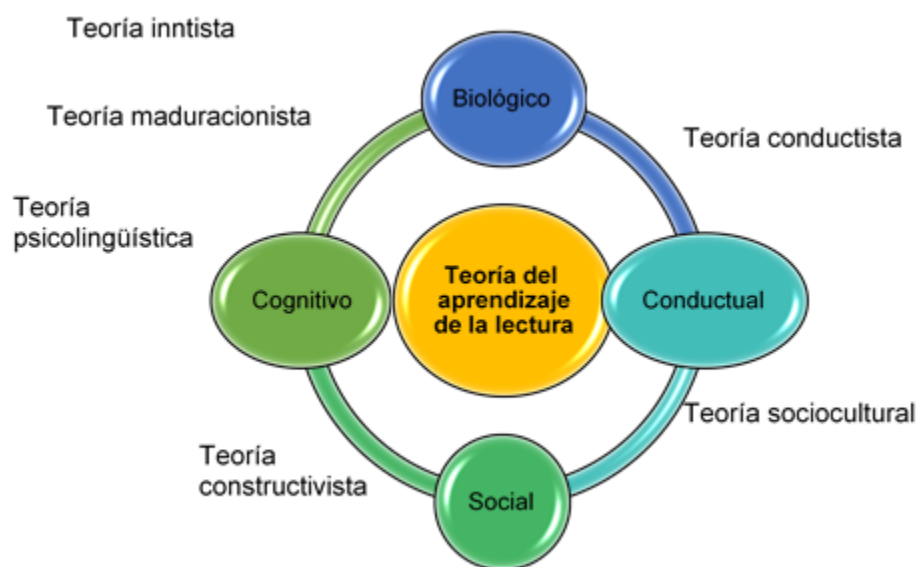 Teoría inntista
Biológico
Teoría maduracionista
Teoría conductista
Teoría
psicolingüística
Cognitivo
Teoría del
aprendizaje
de la lectura
Conductual
Teoría sociocultural
Teoría
constructivista
Social